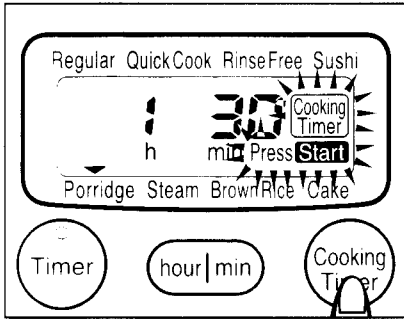 Regular QuickCook RinseFree Sushi
1 30 Cooking
Timer
h min Press Start
Porridge Steam BrownRice Cake
Timer hour|min Cooking
Timer